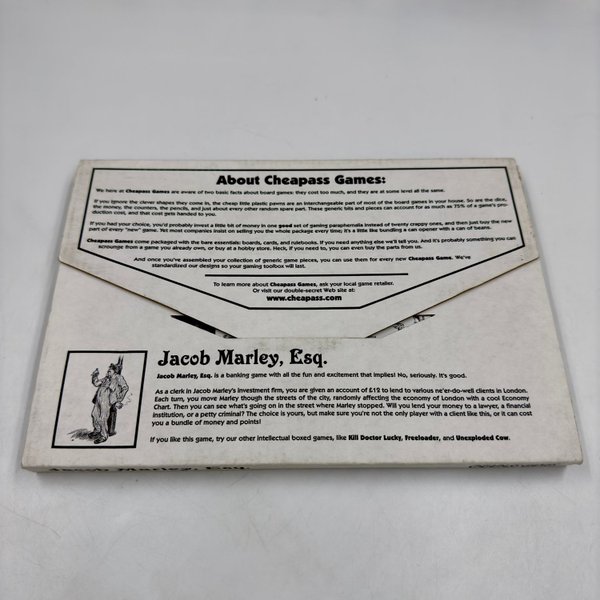 About Cheapass Games:
We here at Cheapass Games are aware of two basic facts about board games: they cost too much, and they are at some level all the same.
If you ignore the clever shapes they come in, the cheap little plastic pawns are an interchangeable part of most of the board games in your house. So are the dice,
the money, the counters, the pencils, and just about every other random spare part. These generic bits and pieces can account for as much as 75% of a game's pro-
duction cost, and that cost gets handed to you.
If you had your choice, you'd probably invest a little bit of money in one good set of gaming paraphernalia instead of twenty crappy ones, and then just buy the new
part of every "new" game. Yet most companies insist on selling you the whole package every time; it's a little like bundling a can opener with a can of beans.
Cheapass Games come packaged with the bare essentials: boards, cards, and rulebooks. If you need anything else we'll tell you. And it's probably something you can
scrounge from a game you already own, or buy at a hobby store. Heck, if you need to, you can even buy the parts from us.
And once you've assembled your collection of generic game pieces, you can use them for every new Cheapass Game. We've
standardized our designs so your gaming toolbox will last.
To learn more about Cheapass Games, ask your local game retailer.
Or visit our double-secret Web site at:
www.cheapass.com
Jacob Marley, Esq.
Jacob Marley, Esq. is a banking game with all the fun and excitement that implies! No, seriously. It's good.
As a clerk in Jacob Marley's investment firm, you are given an account of £12 to lend to various ne'er-do-well clients in London.
Each turn, you move Marley though the streets of the city, randomly affecting the economy of London with a cool Economy
Chart. Then you can see what's going on in the street where Marley stopped. Will you lend your money to a lawyer, a financial
institution, or a petty criminal? The choice is yours, but make sure you're not the only player with a client like this, or it can cost
you a bundle of money and points!
If you like this game, try our other intellectual boxed games, like Kill Doctor Lucky, Freeloader, and Unexploded Cow.
Jacob Marley, Esq.